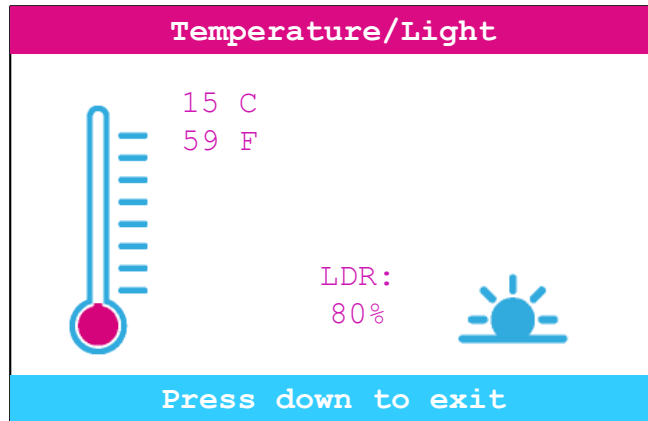 Temperature/Light
15 C
59 F
LDR:
80%
Press down to exit